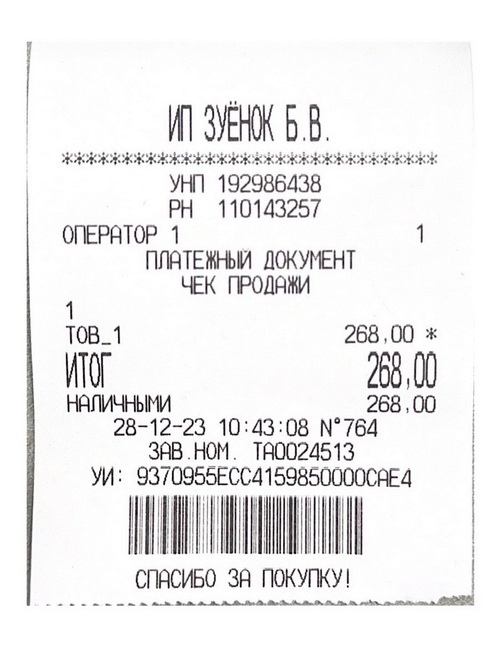 ИП ЗУЁНОК Б.В.
****************************************
УНП 192986438
РН 110143257
ОПЕРАТОР 1 1
ПЛАТЕЖНЫЙ ДОКУМЕНТ
ЧЕК ПРОДАЖИ
1
ТОВ_1 268,00 *
ИТОГ 268,00
НАЛИЧНЫМИ 268,00
28-12-23 10:43:08 N°764
ЗАВ.НОМ. ТА0024513
УИ: 9370955ECC4159850000CAE4
СПАСИБО ЗА ПОКУПКУ!